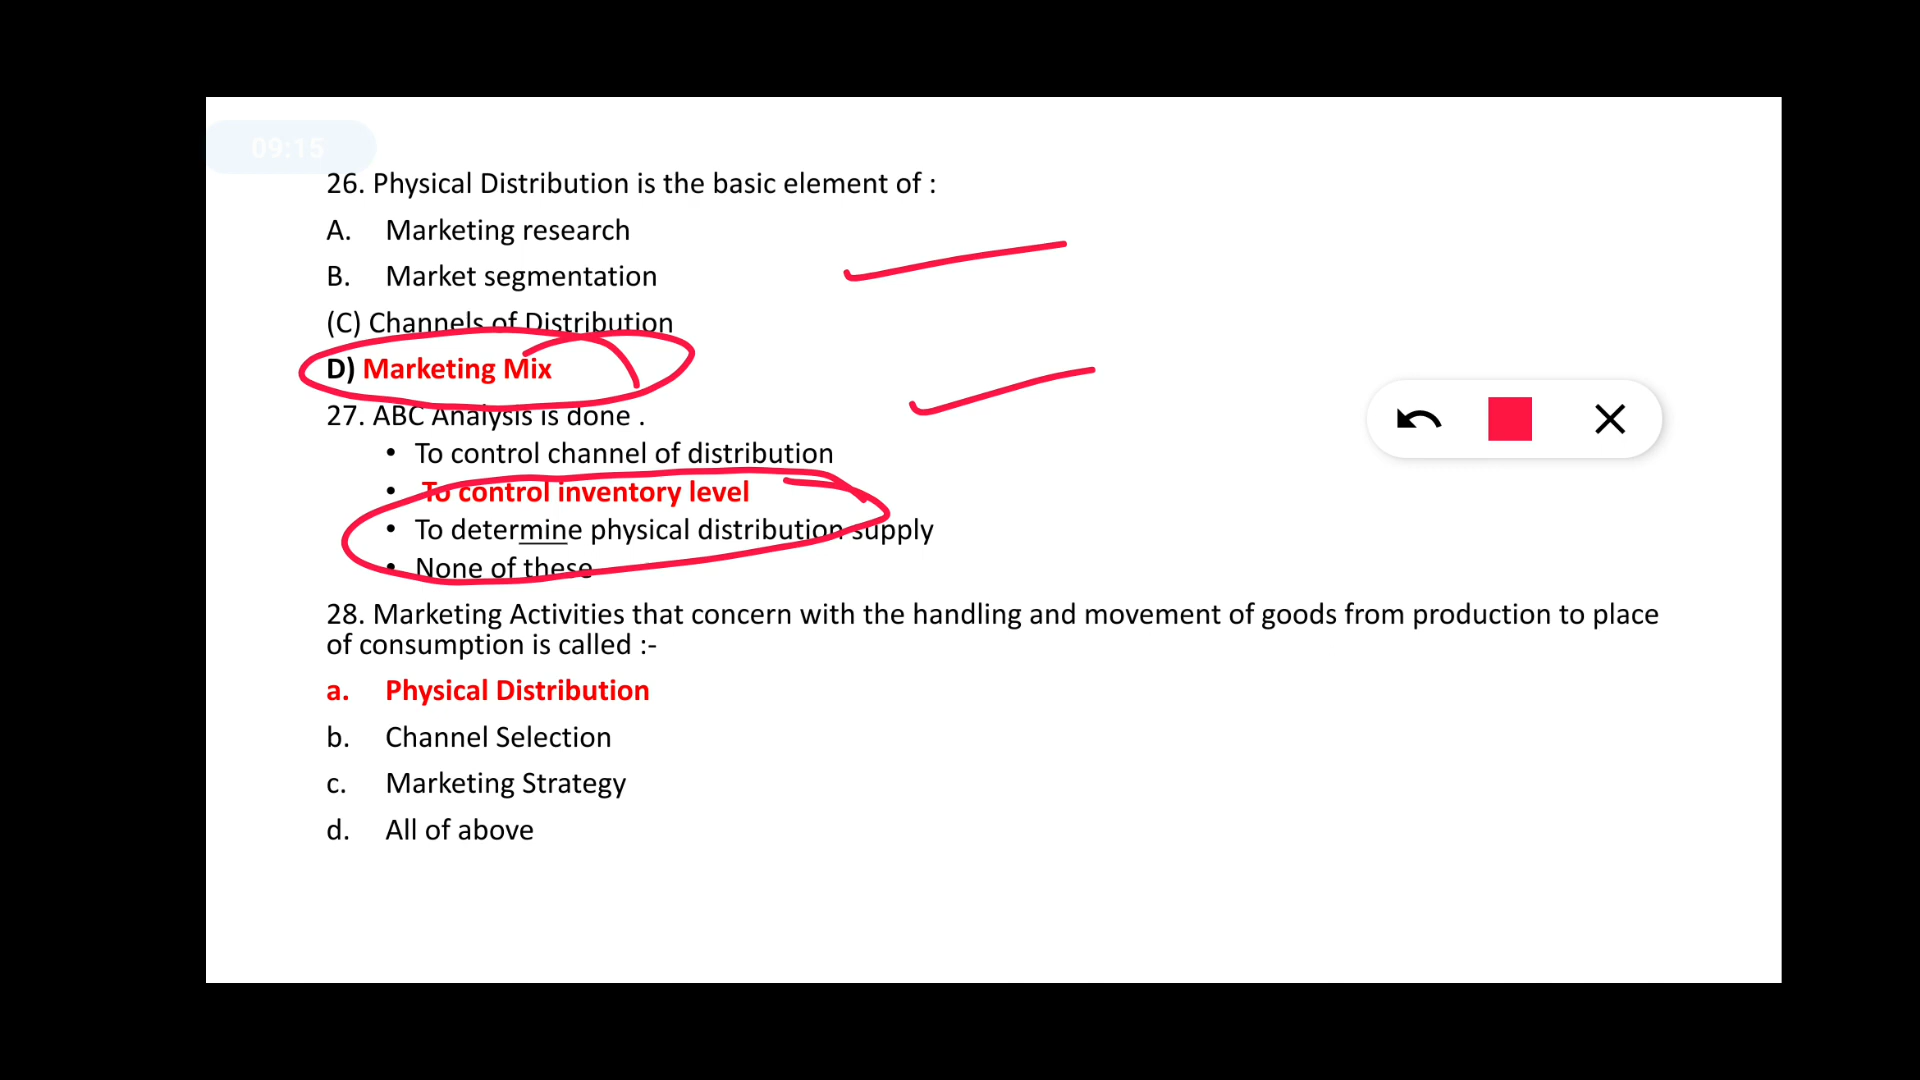 09:15
26. Physical Distribution is the basic element of :
A. Marketing research
B. Market segmentation
(C) Channels of Distribution
D) Marketing Mix
27. ABC Analysis is done .
• To control channel of distribution
• To control inventory level
• To determine physical distribution supply
• None of these
28. Marketing Activities that concern with the handling and movement of goods from production to place
of consumption is called :-
a. Physical Distribution
b. Channel Selection
c. Marketing Strategy
d. All of above